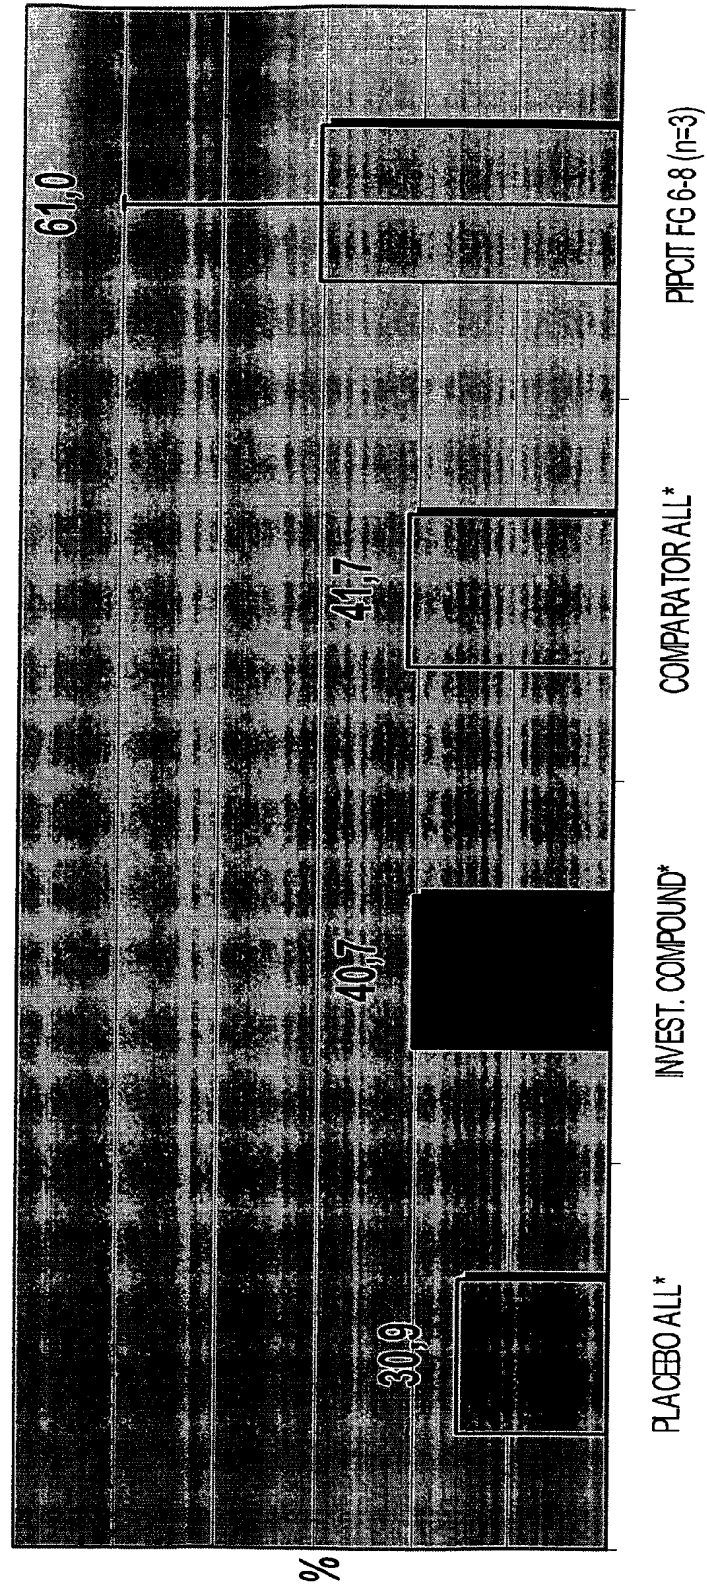 %
30,9
40,7
41,7
61,0
PLACEBO ALL*
INVEST. COMPOUND*
COMPARATOR ALL*
PIPCIT FG 6-8 (n=3)